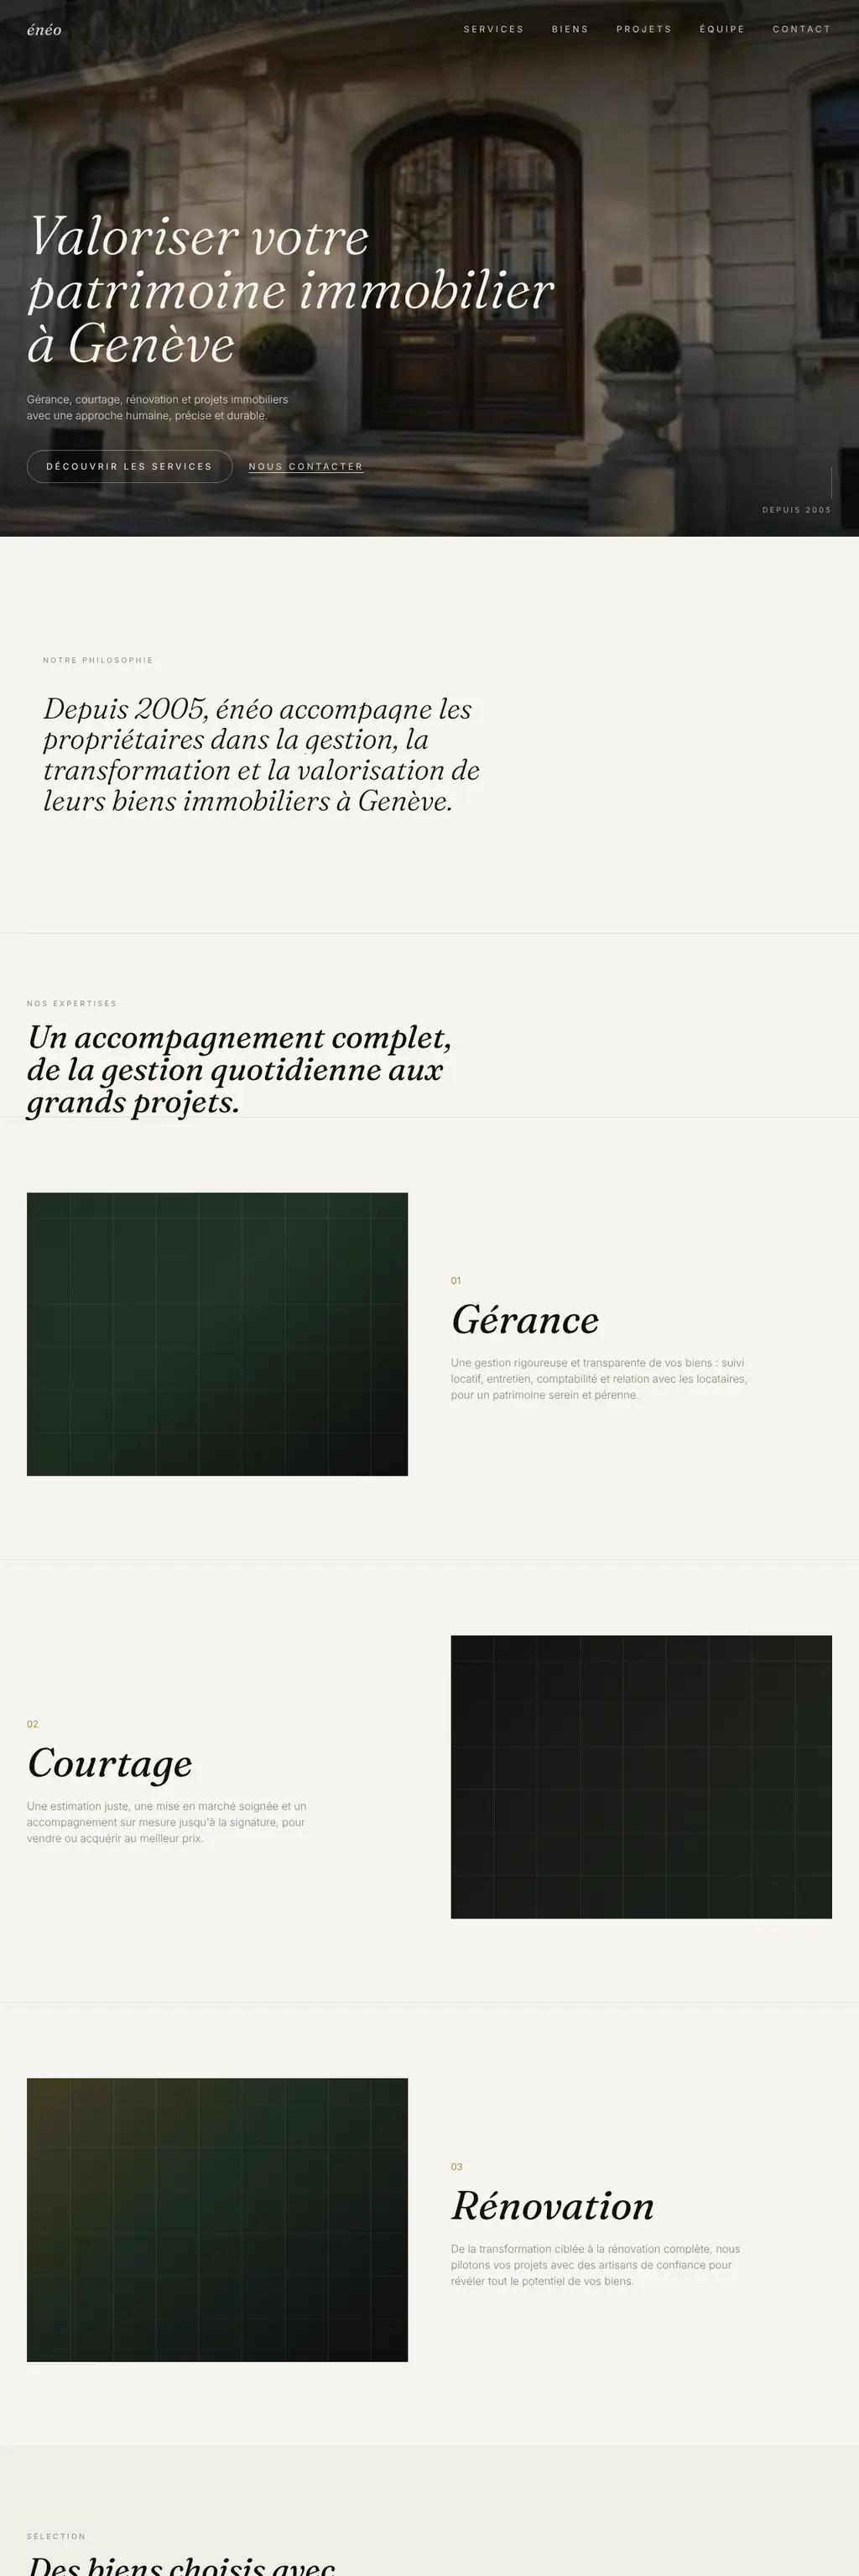 énéo
SERVICES BIENS PROJETS ÉQUIPE CONTACT
Valoriser votre
patrimoine immobilier
à Genève
Gérance, courtage, rénovation et projets immobiliers
avec une approche humaine, précise et durable.
DÉCOUVRIR LES SERVICES NOUS CONTACTER
DEPUIS 2005
NOTRE PHILOSOPHIE
Depuis 2005, énéo accompagne les
propriétaires dans la gestion, la
transformation et la valorisation de
leurs biens immobiliers à Genève.
NOS EXPERTISES
Un accompagnement complet,
de la gestion quotidienne aux
grands projets.
01
Gérance
Une gestion rigoureuse et transparente de vos biens : suivi
locatif, entretien, comptabilité et relation avec les locataires,
pour un patrimoine serein et pérenne.
02
Courtage
Une estimation juste, une mise en marché soignée et un
accompagnement sur mesure jusqu'à la signature, pour
vendre ou acquérir au meilleur prix.
03
Rénovation
De la transformation ciblée à la rénovation complète, nous
pilotons vos projets avec des artisans de confiance pour
révéler tout le potentiel de vos biens.
SÉLECTION
Des biens choisis avec